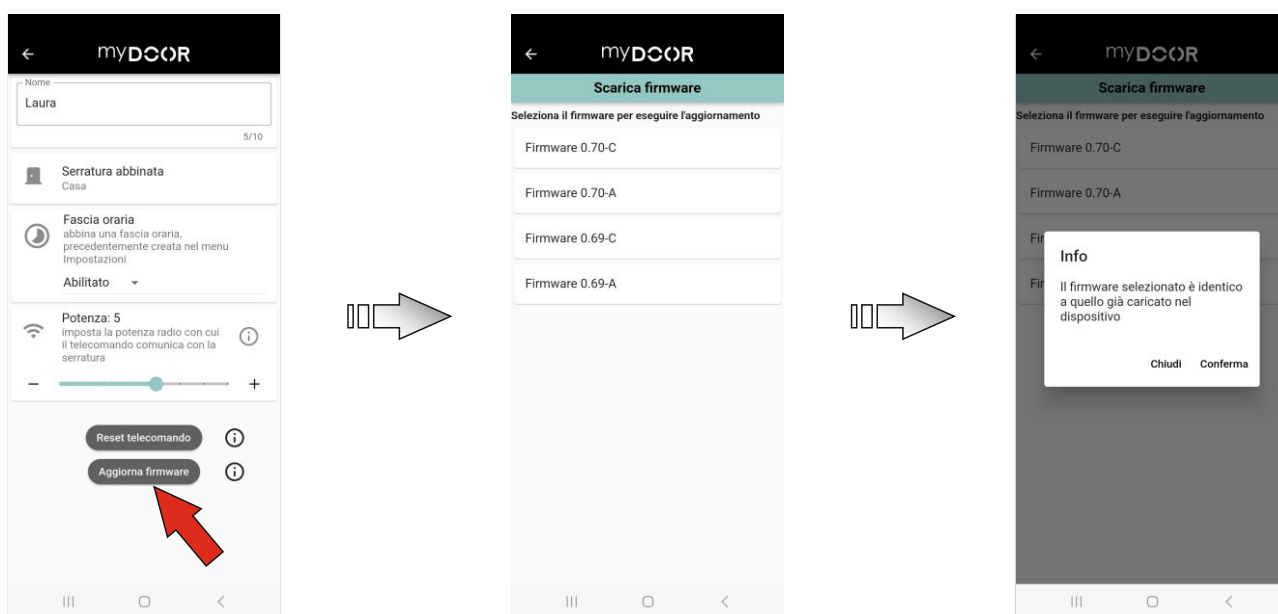 myDOOR
Nome
Laura
5/10
Serratura abbinata
Casa
Fascia oraria
abbina una fascia oraria,
precedentemente creata nel menu
Impostazioni
Abilitato
Potenza: 5
imposta la potenza radio con cui
il telecomando comunica con la
serratura
Reset telecomando
Aggiorna firmware
myDOOR
Scarica firmware
Seleziona il firmware per eseguire l'aggiornamento
Firmware 0.70-C
Firmware 0.70-A
Firmware 0.69-C
Firmware 0.69-A
myDOOR
Scarica firmware
Seleziona il firmware per eseguire l'aggiornamento
Firmware 0.70-C
Firmware 0.70-A
Fir
Fir
Info
Il firmware selezionato è identico
a quello già caricato nel
dispositivo
Chiudi Conferma